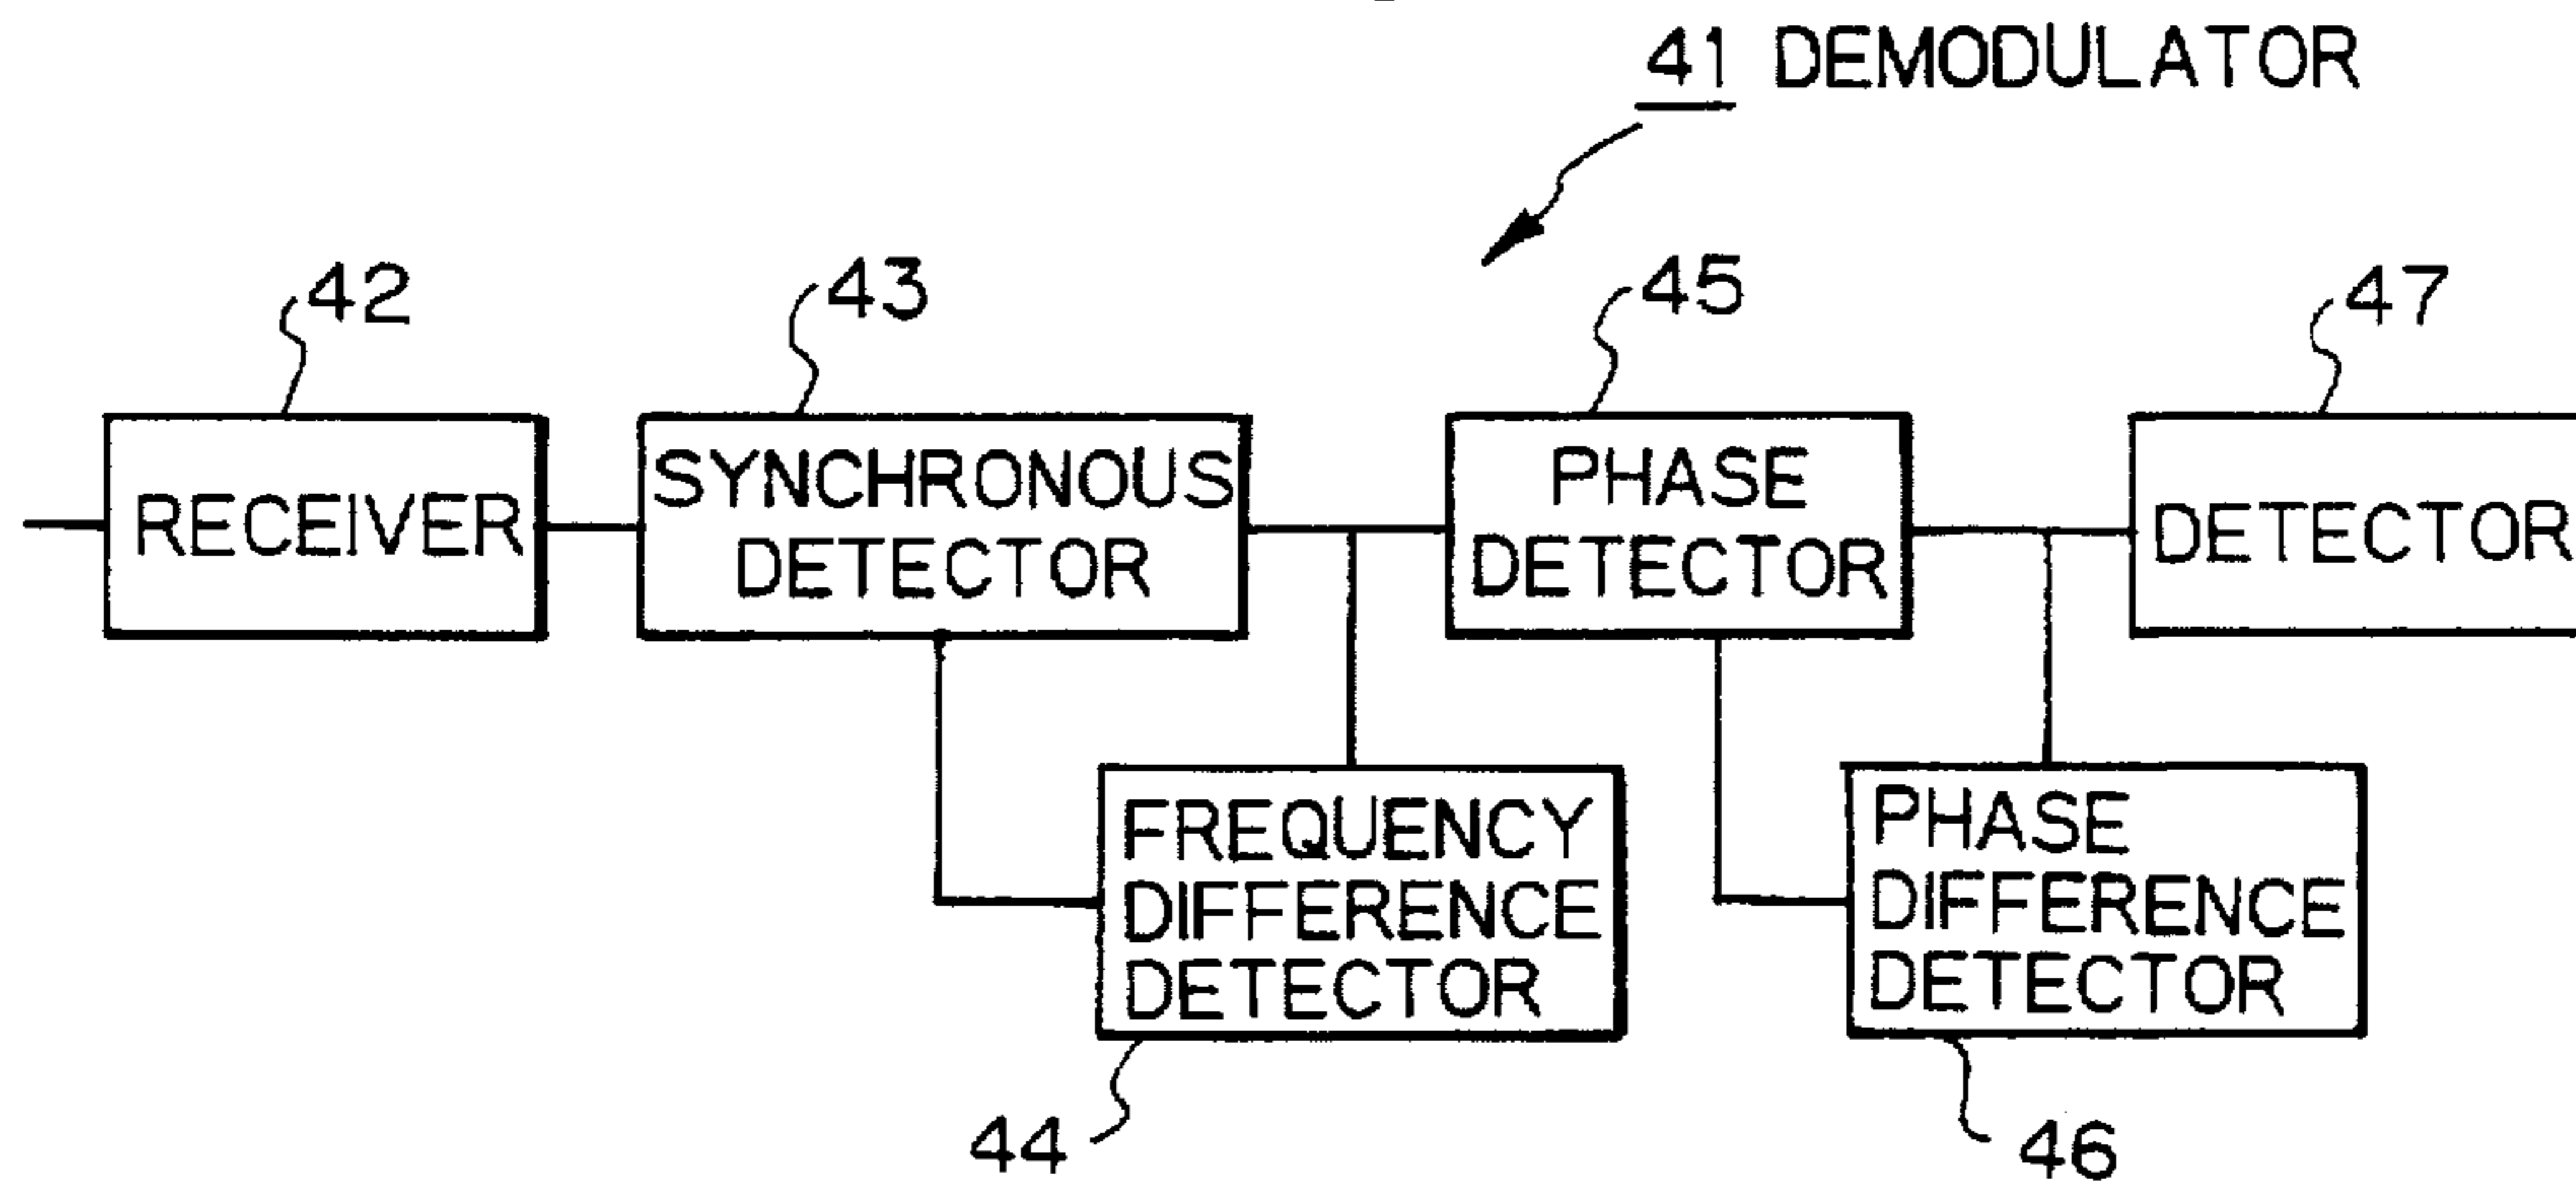 41 DEMODULATOR
42
43
45
47
RECEIVER
SYNCHRONOUS
DETECTOR
PHASE
DETECTOR
DETECTOR
FREQUENCY
DIFFERENCE
DETECTOR
PHASE
DIFFERENCE
DETECTOR
44
46